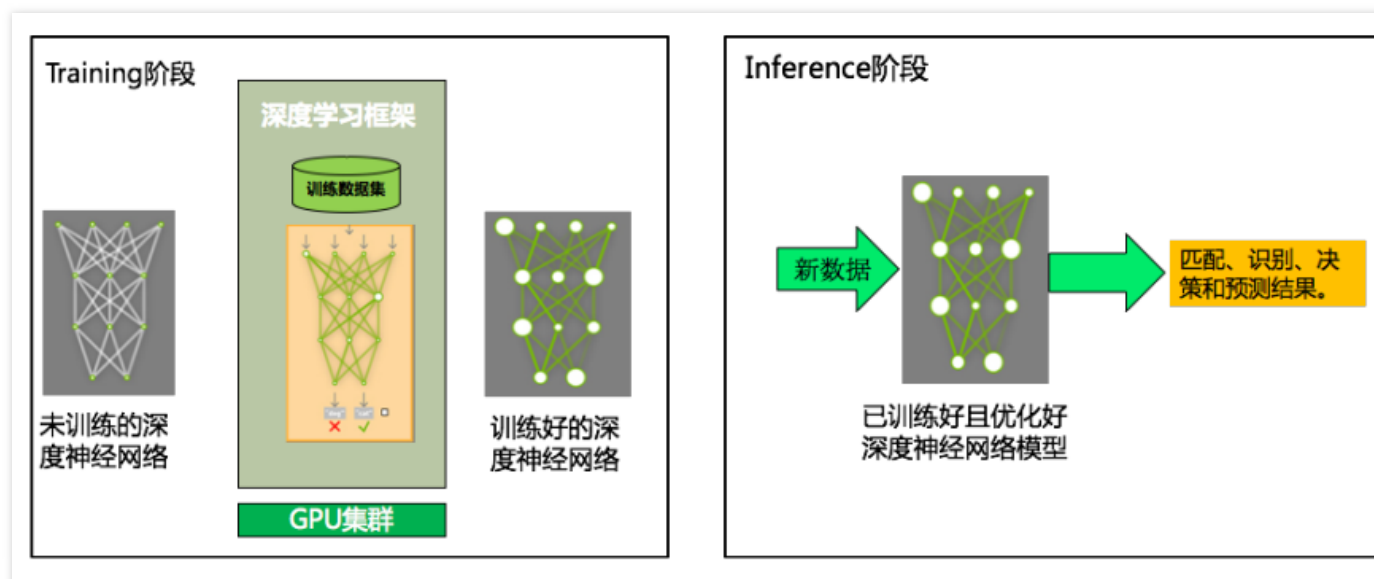 Training阶段
深度学习框架
训练数据集
未训练的深
度神经网络
GPU集群
训练好的深
度神经网络
Inference阶段
新数据
已训练好且优化好
深度神经网络模型
匹配、识别、决
策和预测结果。